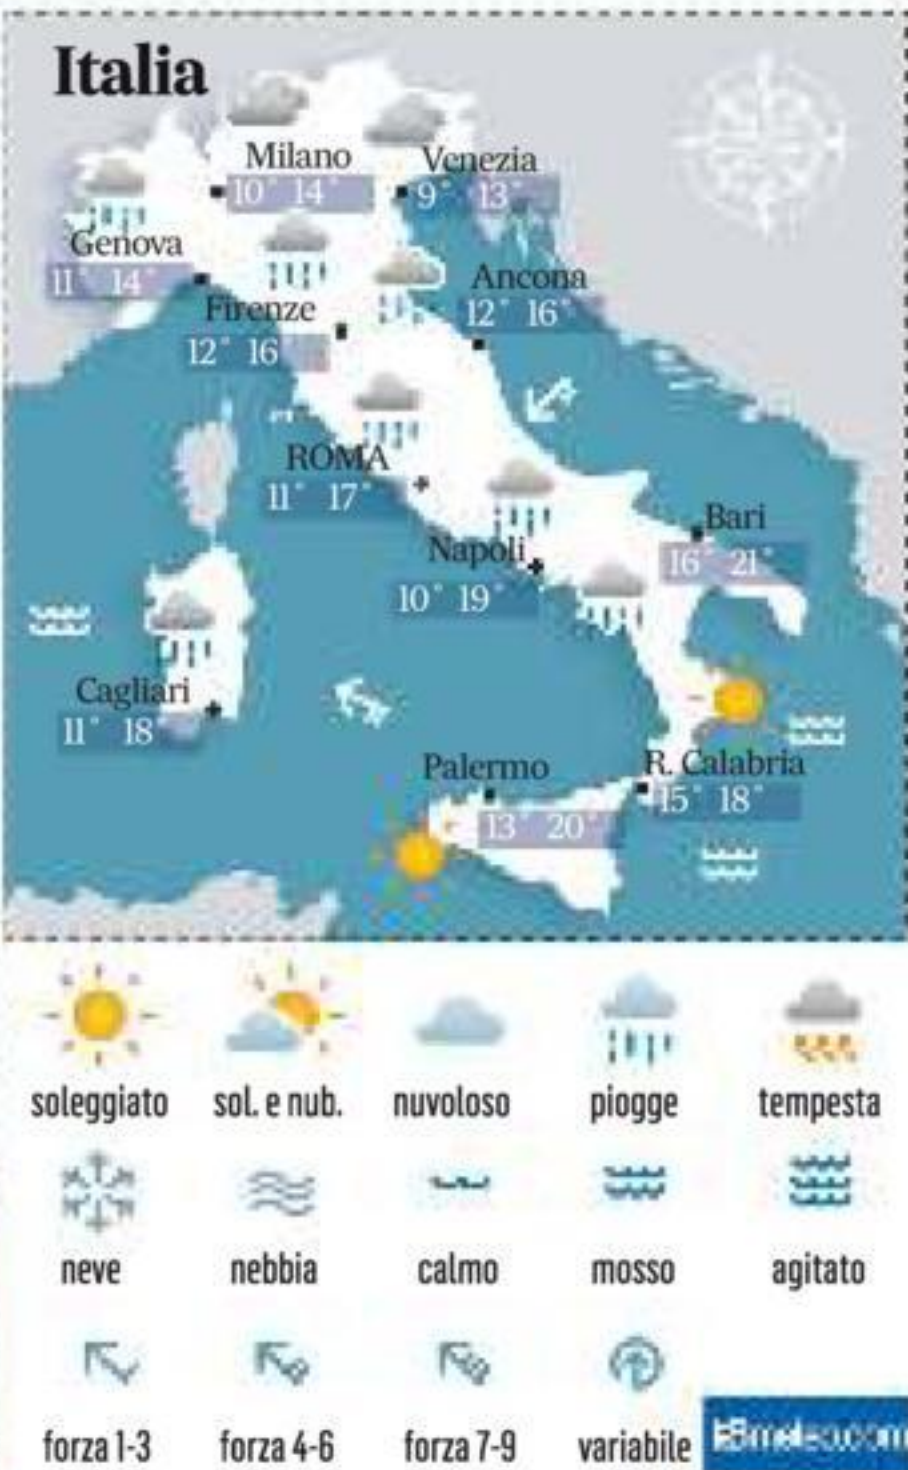 Italia
Milano
10° 14°
Venezia
9° 13°
Genova
11° 14°
Ancona
12° 16°
Firenze
12° 16
ROMA
11° 17°
Bari
16° 21°
Napoli
10° 19°
Cagliari
11° 18°
Palermo
13° 20°
R. Calabria
15° 18°
soleggiato sol. e nub. nuvoloso piogge tempesta
neve nebbia calmo mosso agitato
forza 1-3 forza 4-6 forza 7-9 variabile